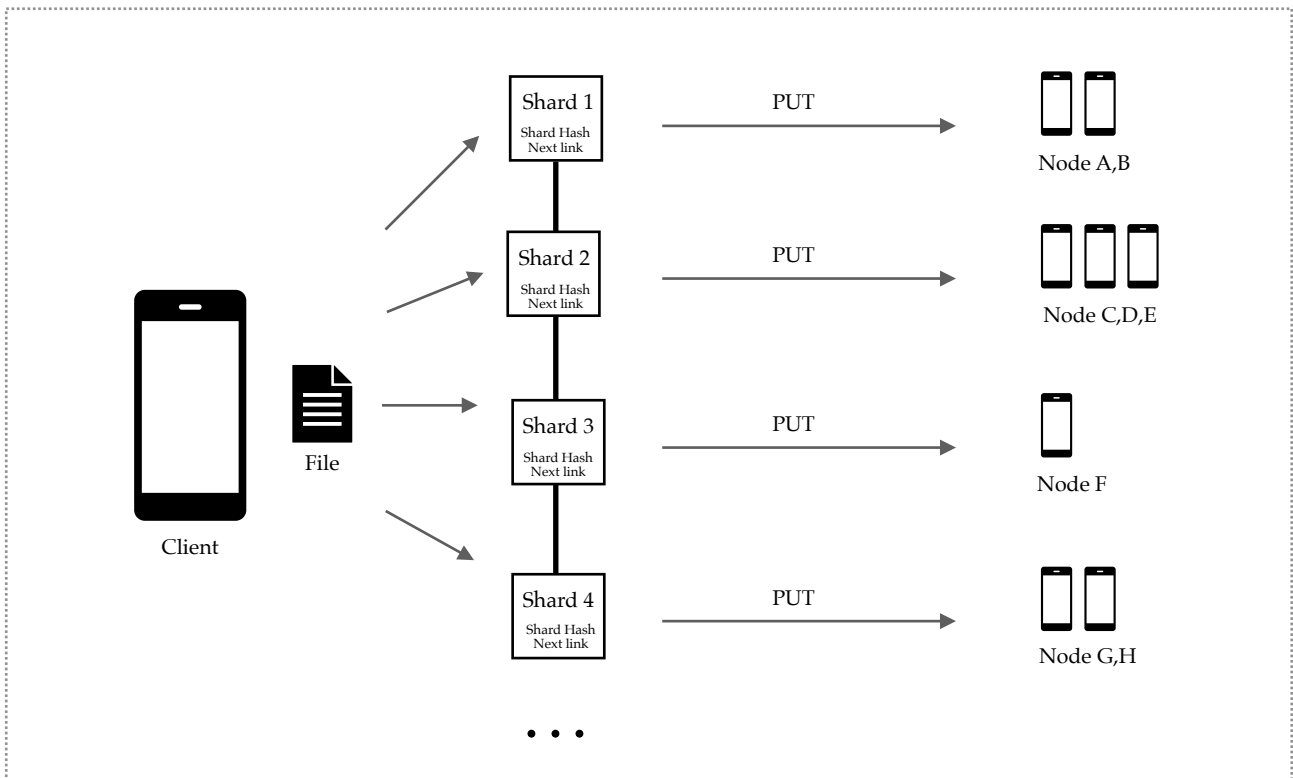 Shard 1
Shard Hash
Next link
PUT
Node A,B
Shard 2
Shard Hash
Next link
PUT
Node C,D,E
Client
File
Shard 3
Shard Hash
Next link
PUT
Node F
Shard 4
Shard Hash
Next link
PUT
Node G,H
• • •